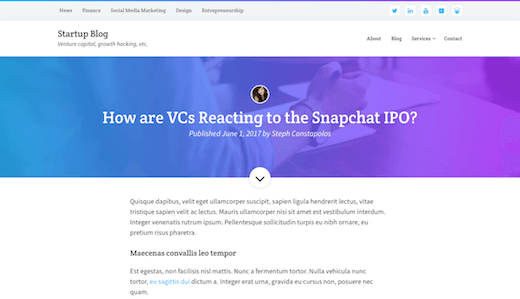 News Finance Social Media Marketing Design Entrepreneurship
Startup Blog
Venture capital, growth hacking, etc.
About Blog Services Contact
How are VCs Reacting to the Snapchat IPO?
Published June 1, 2017 by Steph Constapolas
Quisque dapibus, velit eget ullamcorper suscipit, sapien ligula hendrerit lectus, vitae
tristique sapien velit ac lectus. Mauris ullamcorper nisi sit amet est vestibulum interdum.
Integer venenatis rutrum ipsum. Pellentesque sollicitudin turpis eu nibh ornare, eu
pretium risus pharetra.
Maecenas convallis leo tempor
Est egestas, non facilisis nisl mattis. Nunc a fermentum tortor. Nulla vehicula nunc
tortor, eu sagittis dui dictum a. Integer erat urna, gravida eu cursus non, posuere nec
quam.